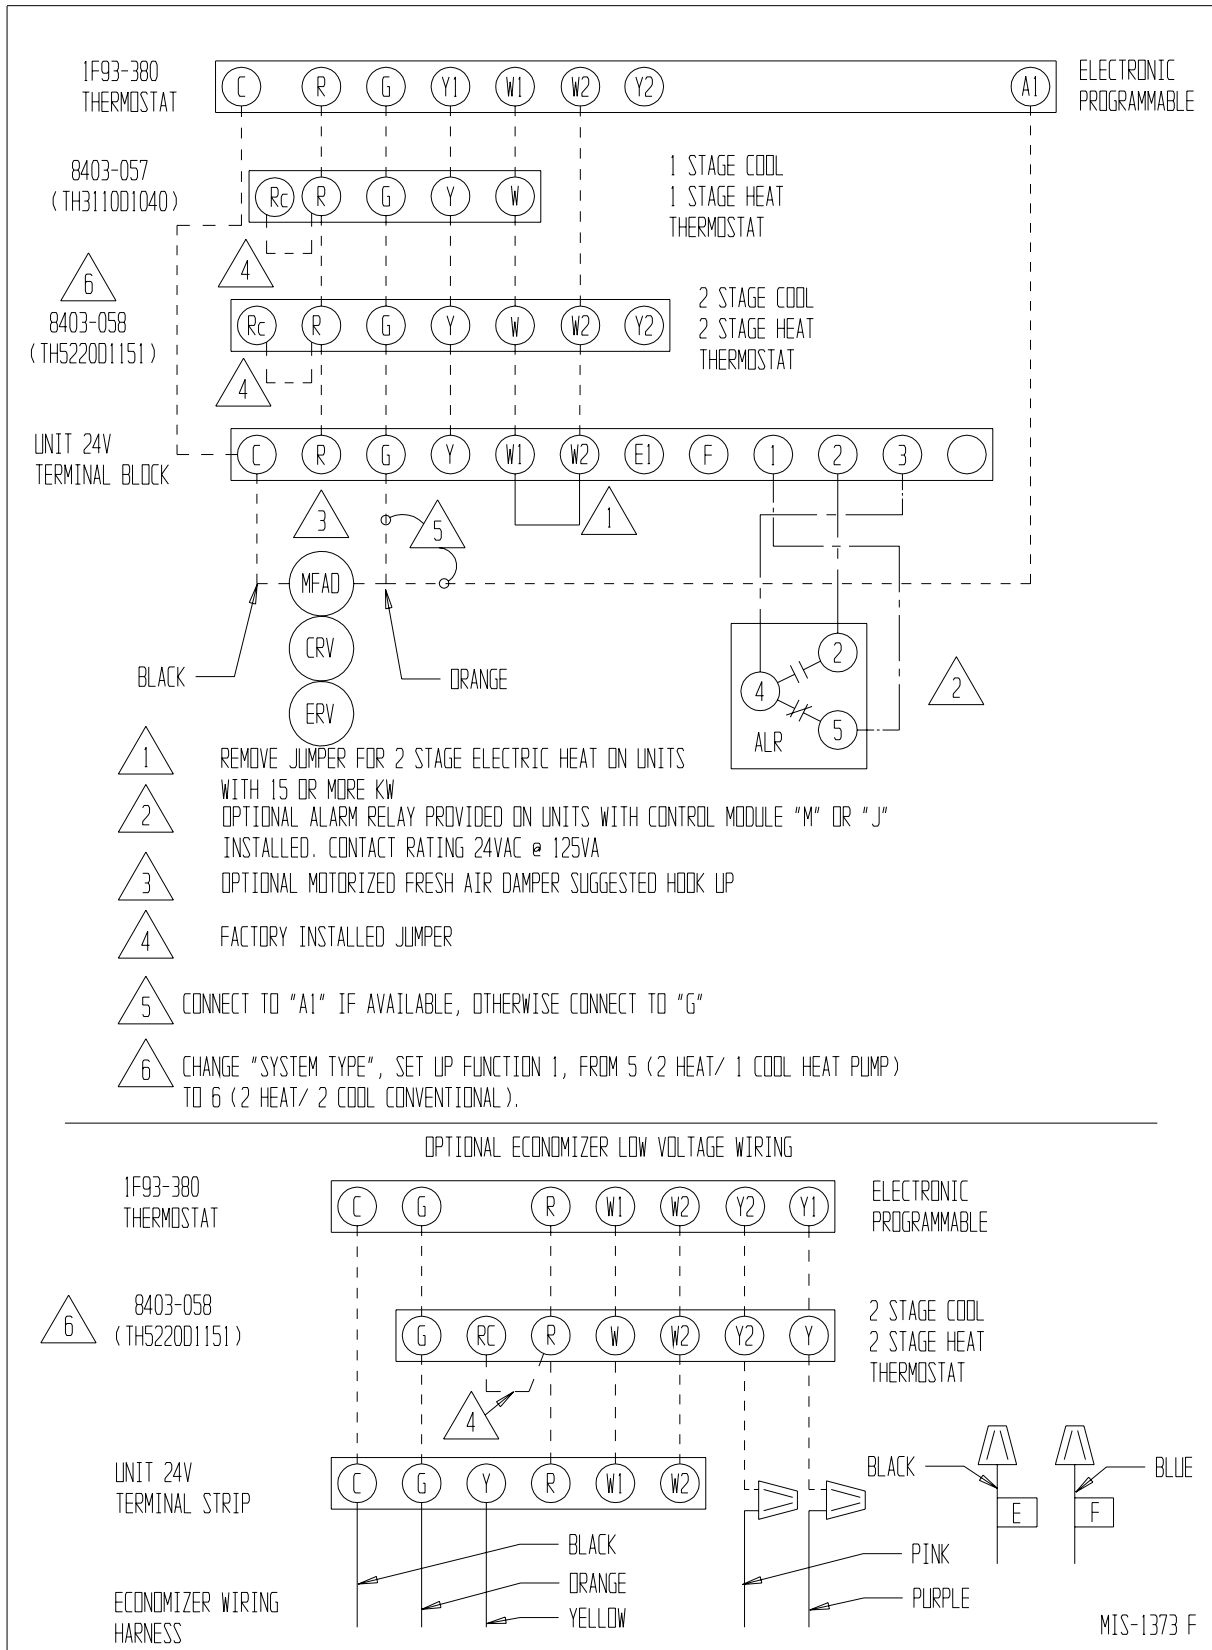 1F93-380
THERMOSTAT
C R G Y1 W1 W2 Y2 A1
ELECTRONIC
PROGRAMMABLE
8403-057
(TH3110D1040)
Rc R G Y W
1 STAGE COOL
1 STAGE HEAT
THERMOSTAT
4
6
8403-058
(TH5220D1151)
Rc R G Y W W2 Y2
2 STAGE COOL
2 STAGE HEAT
THERMOSTAT
4
UNIT 24V
TERMINAL BLOCK
C R G Y W1 W2 E1 F 1 2 3
3
5
1
MFAD
CRV
ERV
BLACK
ORANGE
2
4
5
ALR
2
1
REMOVE JUMPER FOR 2 STAGE ELECTRIC HEAT ON UNITS
WITH 15 OR MORE KW
2
OPTIONAL ALARM RELAY PROVIDED ON UNITS WITH CONTROL MODULE "M" OR "J"
INSTALLED. CONTACT RATING 24VAC @ 125VA
3
OPTIONAL MOTORIZED FRESH AIR DAMPER SUGGESTED HOOK UP
4
FACTORY INSTALLED JUMPER
5
CONNECT TO "A1" IF AVAILABLE, OTHERWISE CONNECT TO "G"
6
CHANGE "SYSTEM TYPE", SET UP FUNCTION 1, FROM 5 (2 HEAT/ 1 COOL HEAT PUMP)
TO 6 (2 HEAT/ 2 COOL CONVENTIONAL).
OPTIONAL ECONOMIZER LOW VOLTAGE WIRING
1F93-380
THERMOSTAT
C G R W1 W2 Y2 Y1
ELECTRONIC
PROGRAMMABLE
6
8403-058
(TH5220D1151)
G RC R W W2 Y2 Y
2 STAGE COOL
2 STAGE HEAT
THERMOSTAT
4
UNIT 24V
TERMINAL STRIP
C G Y R W1 W2
BLACK
BLUE
E
F
BLACK
ORANGE
YELLOW
PINK
PURPLE
ECONOMIZER WIRING
HARNESS
MIS-1373 F